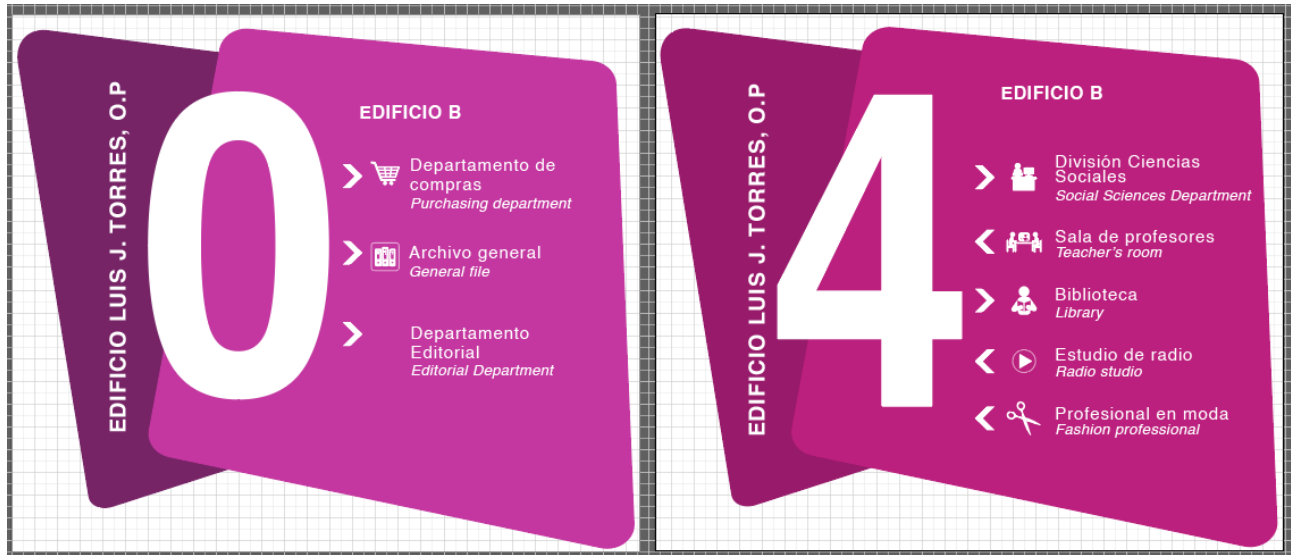 EDIFICIO LUIS J. TORRES, O.P
0
EDIFICIO B
Departamento de
compras
Purchasing department
Archivo general
General file
Departamento
Editorial
Editorial Department
EDIFICIO LUIS J. TORRES, O.P
4
EDIFICIO B
División Ciencias
Sociales
Social Sciences Department
Sala de profesores
Teacher's room
Biblioteca
Library
Estudio de radio
Radio studio
Profesional en moda
Fashion professional